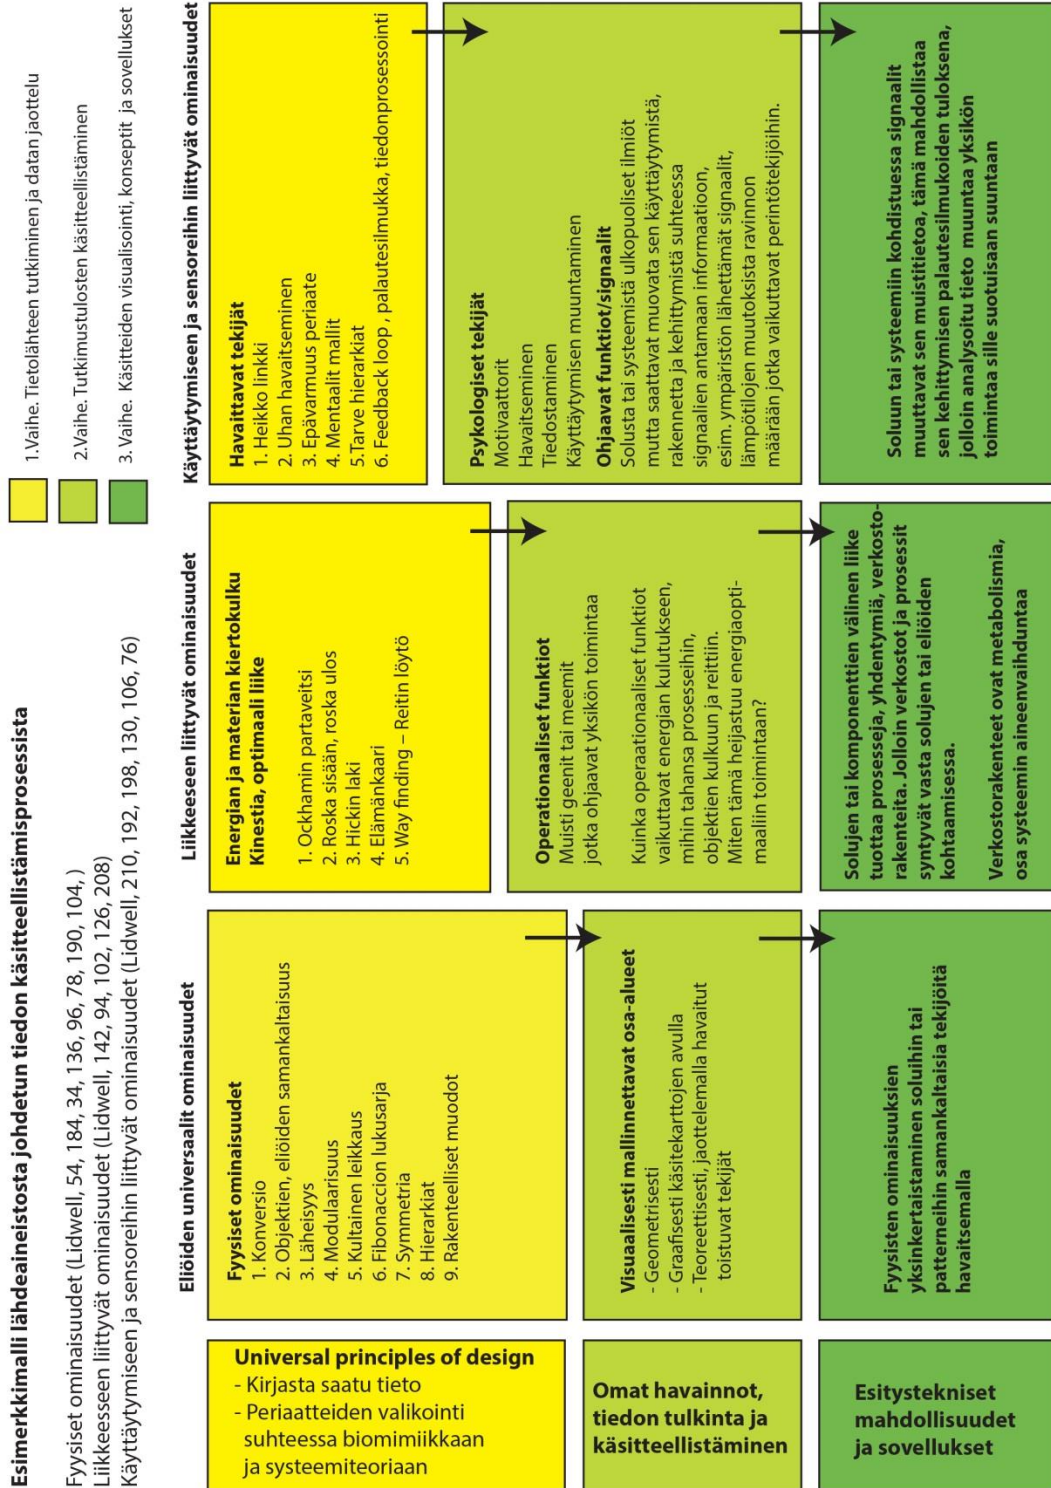 Esimerkkimalli lähdeaineistosta johdetun tiedon käsitteellistämisprosessista
Fyysiset ominaisuudet (Lidwell, 54, 184, 34, 136, 96, 78, 190, 104, )
Liikkeesseen liittyvät ominaisuudet (Lidwell, 142, 94, 102, 126, 208)
Käyttäytymiseen ja sensoreihin liittyvät ominaisuudet (Lidwell, 210, 192, 198, 130, 106, 76)
1.Vaihe. Tietolähteen tutkiminen ja datan jaottelu
2.Vaihe. Tutkimustulosten käsitteellistäminen
3. Vaihe. Käsitteiden visualisointi, konseptit ja sovellukset
Universal principles of design
- Kirjasta saatu tieto
- Periaatteiden valikointi
suhteessa biomimiikkaan
ja systeemiteoriaan
Omat havainnot,
tiedon tulkinta ja
käsitteellistäminen
Esitystekniset
mahdollisuudet
ja sovellukset
Eliöiden universaalit ominaisuudet
Fyysiset ominaisuudet
1. Konversio
2. Objektien, eliöiden samankaltaisuus
3. Läheisyys
4. Modulaarisuus
5. Kultainen leikkaus
6. Fibonaccion lukusarja
7. Symmetria
8. Hierarkiat
9. Rakenteelliset muodot
Visuaalisesti mallinnettavat osa-alueet
- Geometrisesti
- Graafisesti käsitekarttojen avulla
- Teoreettisesti, jaottelemalla havaitut
toistuvat tekijät
Fyysisten ominaisuuksien
yksinkertaistaminen soluihin tai
patterneihin samankaltaisia tekijöitä
havaitsemalla
Liikkeeseen liittyvät ominaisuudet
Energian ja materian kiertokulku
Kinestia, optimaali liike
1. Ockhamin partaveitsi
2. Roska sisään, roska ulos
3. Hickin laki
4. Elämänkaari
5. Way finding – Reitin löytö
Operationaaliset funktiot
Muisti geenit tai meemit
jotka ohjaavat yksikön toimintaa
Kuinka operationaaliset funktiot
vaikuttavat energian kulutukseen,
mihin tahansa prosesseihin,
objektien kulkuun ja reittiin.
Miten tämä heijastuu energiaopti-
maaliin toimintaan?
Solujen tai komponenttien välinen liike
tuottaa prosesseja, yhdentymiä, verkosto-
rakenteita. Jolloin verkostot ja prosessit
syntyvät vasta solujen tai eliöiden
kohtaamisessa.
Verkostorakenteet ovat metabolismia,
osa systeemin aineenvaihduntaa
Käyttäytymiseen ja sensoreihin liittyvät ominaisuudet
Havaittavat tekijät
1. Heikko linkki
2. Uhan havaitseminen
3. Epävarmuus periaate
4. Mentaalit mallit
5.Tarve hierarkiat
6. Feedback loop , palautesilmukka, tiedonprosessointi
Psykologiset tekijät
Motivaattorit
Havaitseminen
Tiedostaminen
Käyttäytymisen muuntaminen
Ohjaavat funktiot/signaalit
Solusta tai systeemistä ulkopuoliset ilmiöt
mutta saattavat muovata sen käyttäytymistä,
rakennetta ja kehittymistä suhteessa
signaalien antamaan informaatioon,
esim. ympäristön lähettämät signaalit,
lämpötilojen muutoksista ravinnon
määrään jotka vaikuttavat perintötekijöihin.
Soluun tai systeemiin kohdistuessa signaalit
muuttavat sen muistitietoa, tämä mahdollistaa
sen kehittymisen palautesilmukoiden tuloksena,
jolloin analysoitu tieto muuntaa yksikön
toimintaa sille suotuisaan suuntaan